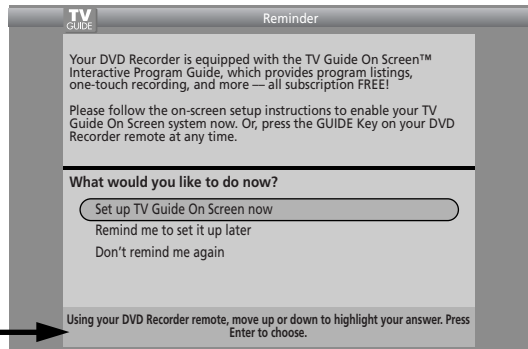 TV
GUIDE
Reminder
Your DVD Recorder is equipped with the TV Guide On Screen™
Interactive Program Guide, which provides program listings,
one-touch recording, and more — all subscription FREE!
Please follow the on-screen setup instructions to enable your TV
Guide On Screen system now. Or, press the GUIDE Key on your DVD
Recorder remote at any time.
What would you like to do now?
Set up TV Guide On Screen now
Remind me to set it up later
Don't remind me again
Using your DVD Recorder remote, move up or down to highlight your answer. Press
Enter to choose.